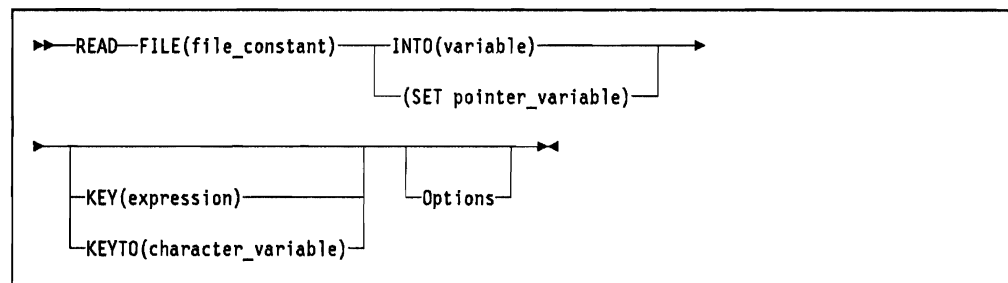 READ FILE(file_constant) INTO(variable)
(SET pointer_variable)
KEY(expression) Options
KEYTO(character_variable)